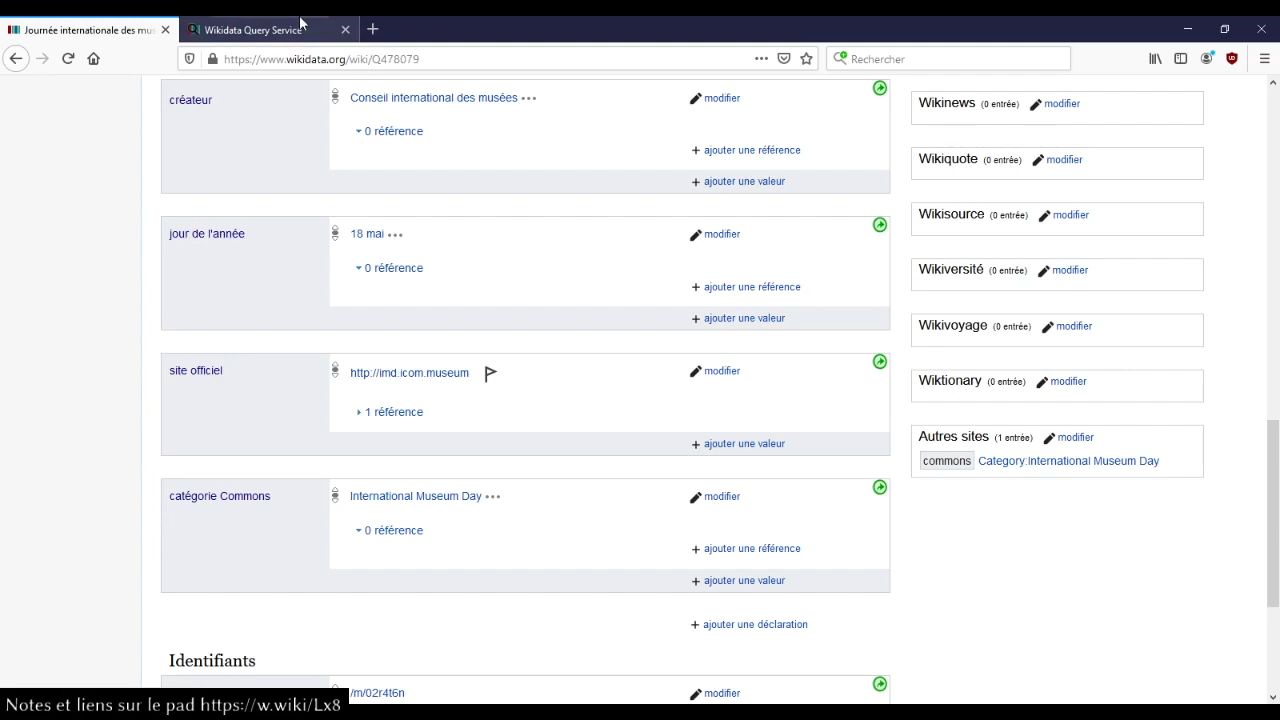 Journée internationale des mus
Wikidata Query Service
https://www.wikidata.org/wiki/Q478079
Rechercher
créateur
Conseil international des musées
modifier
0 référence
+ ajouter une référence
+ ajouter une valeur
jour de l'année
18 mai
modifier
0 référence
+ ajouter une référence
+ ajouter une valeur
site officiel
http://imd.icom.museum
modifier
1 référence
+ ajouter une valeur
catégorie Commons
International Museum Day
modifier
0 référence
+ ajouter une référence
+ ajouter une valeur
+ ajouter une déclaration
Identifiants
/m/02r4t6n
modifier
Wikinews (0 entrée) modifier
Wikiquote (0 entrée) modifier
Wikisource (0 entrée) modifier
Wikiversité (0 entrée) modifier
Wikivoyage (0 entrée) modifier
Wiktionary (0 entrée) modifier
Autres sites (1 entrée) modifier
commons Category:International Museum Day
Notes et liens sur le pad https://w.wiki/Lx8